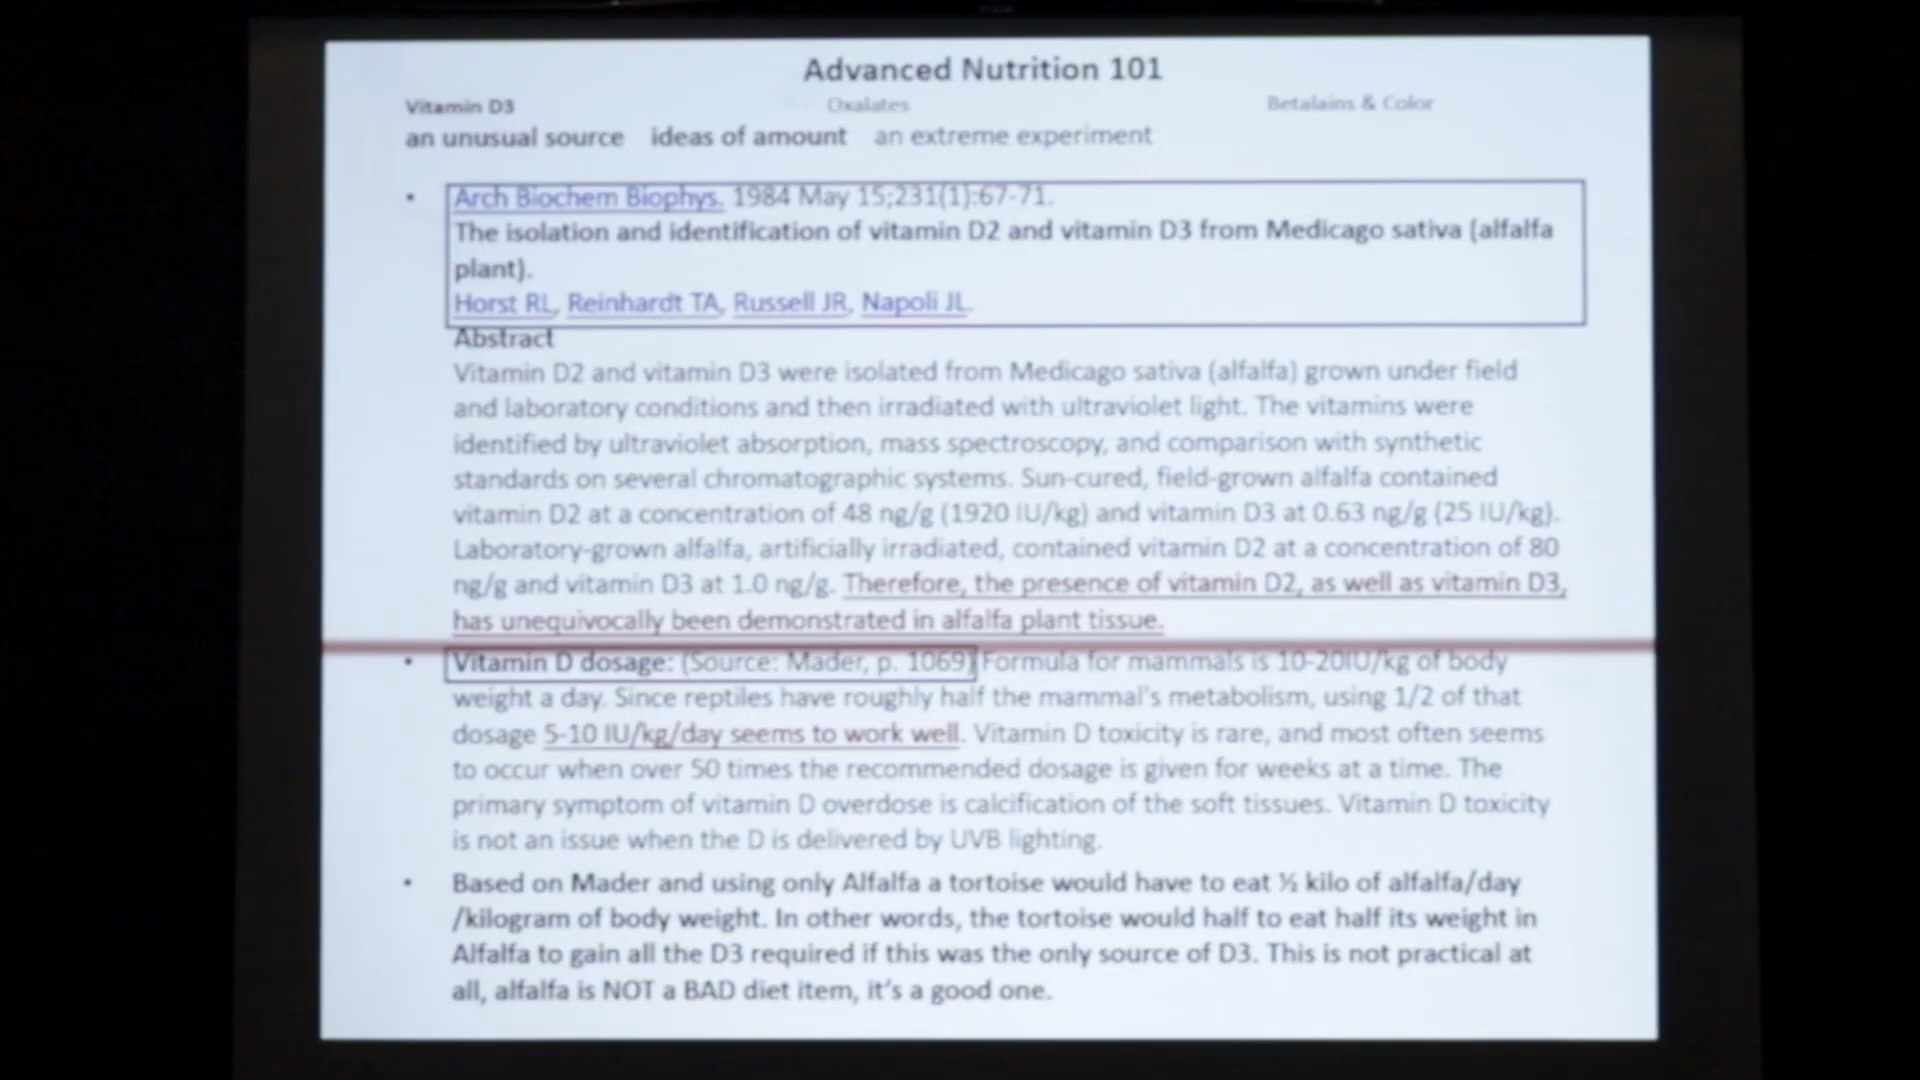 Advanced Nutrition 101
Vitamin D3 Oxalates Betalains & Color
an unusual source ideas of amount an extreme experiment
• Arch Biochem Biophys. 1984 May 15;231(1):67-71.
The isolation and identification of vitamin D2 and vitamin D3 from Medicago sativa (alfalfa
plant).
Horst RL, Reinhardt TA, Russell JR, Napoli JL.
Abstract
Vitamin D2 and vitamin D3 were isolated from Medicago sativa (alfalfa) grown under field
and laboratory conditions and then irradiated with ultraviolet light. The vitamins were
identified by ultraviolet absorption, mass spectroscopy, and comparison with synthetic
standards on several chromatographic systems. Sun-cured, field-grown alfalfa contained
vitamin D2 at a concentration of 48 ng/g (1920 IU/kg) and vitamin D3 at 0.63 ng/g (25 IU/kg).
Laboratory-grown alfalfa, artificially irradiated, contained vitamin D2 at a concentration of 80
ng/g and vitamin D3 at 1.0 ng/g. Therefore, the presence of vitamin D2, as well as vitamin D3,
has unequivocally been demonstrated in alfalfa plant tissue.
• Vitamin D dosage: (Source: Mader, p. 1069) Formula for mammals is 10-20IU/kg of body
weight a day. Since reptiles have roughly half the mammal's metabolism, using 1/2 of that
dosage 5-10 IU/kg/day seems to work well. Vitamin D toxicity is rare, and most often seems
to occur when over 50 times the recommended dosage is given for weeks at a time. The
primary symptom of vitamin D overdose is calcification of the soft tissues. Vitamin D toxicity
is not an issue when the D is delivered by UVB lighting.
• Based on Mader and using only Alfalfa a tortoise would have to eat ½ kilo of alfalfa/day
/kilogram of body weight. In other words, the tortoise would half to eat half its weight in
Alfalfa to gain all the D3 required if this was the only source of D3. This is not practical at
all, alfalfa is NOT a BAD diet item, it's a good one.